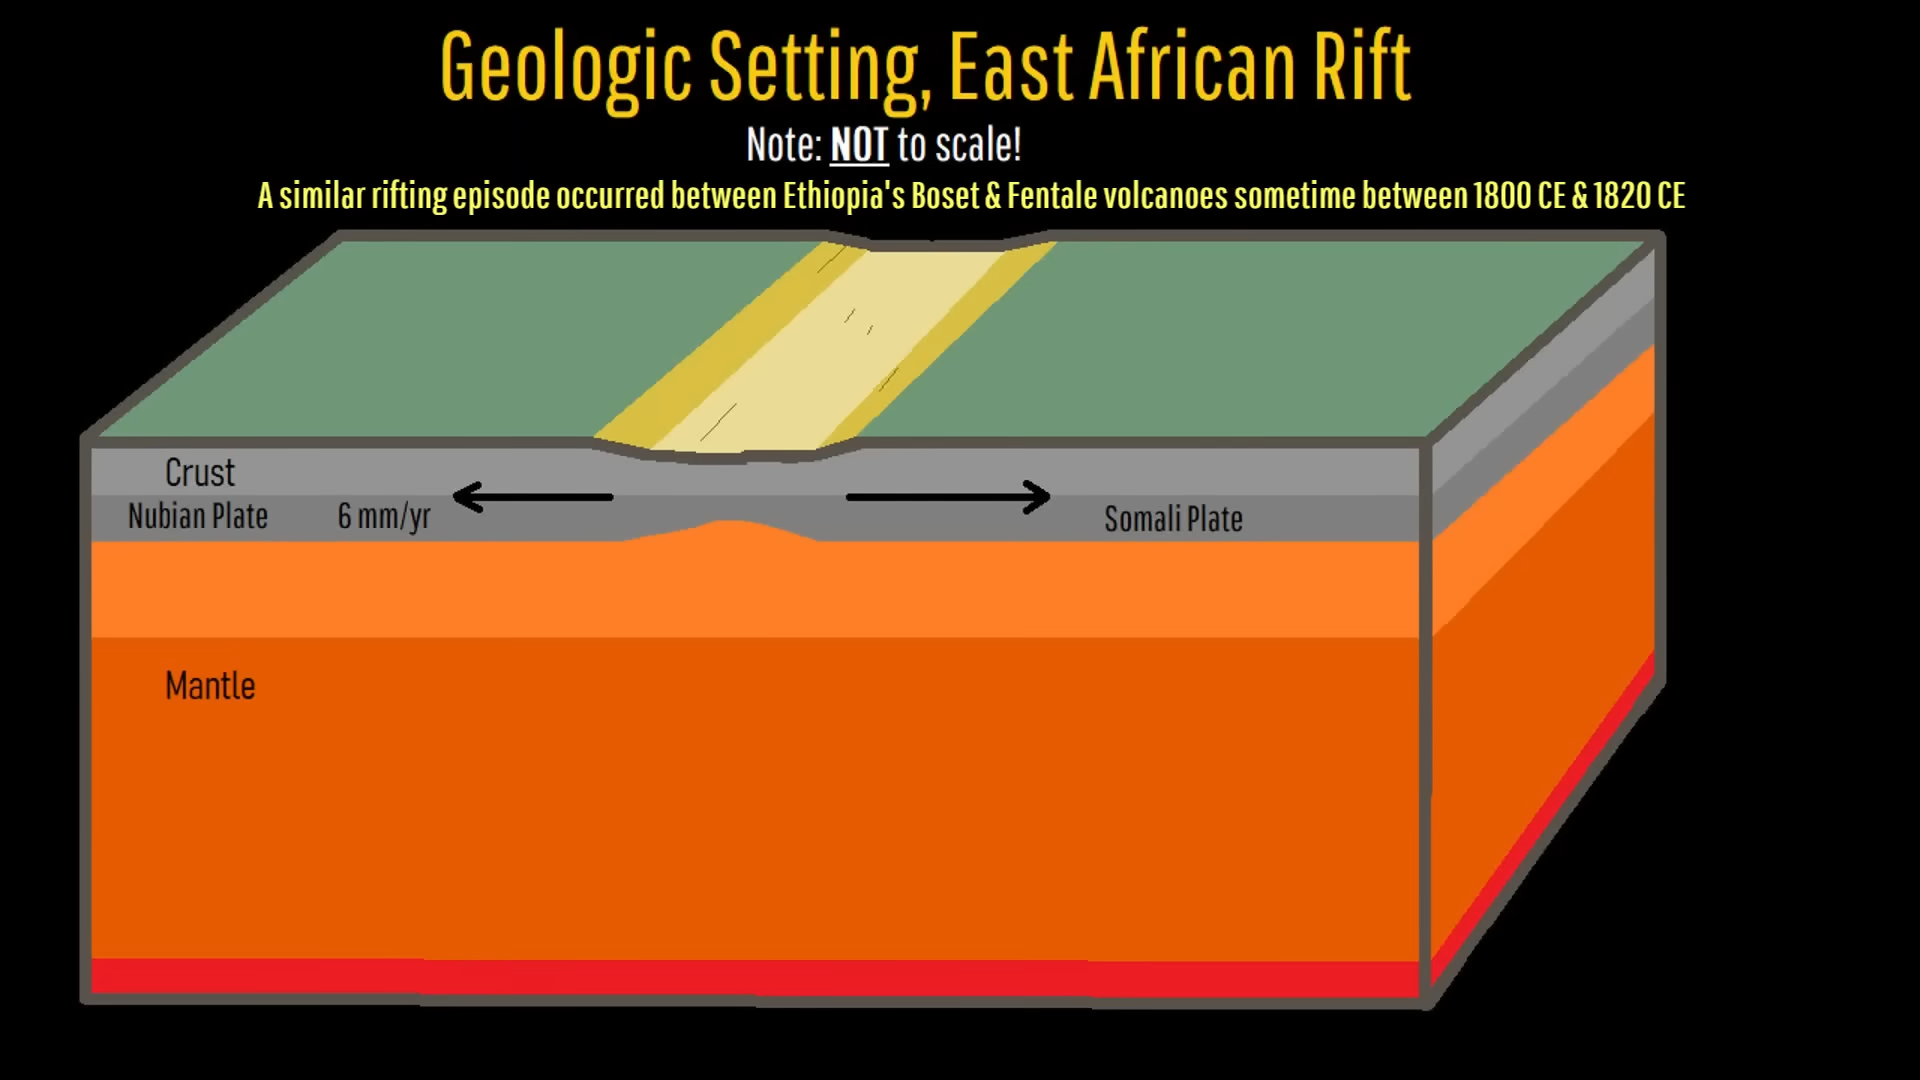 Geologic Setting, East African Rift
Note: NOT to scale!
A similar rifting episode occurred between Ethiopia's Boset & Fentale volcanoes sometime between 1800 CE & 1820 CE
Crust
Nubian Plate 6 mm/yr Somali Plate
Mantle